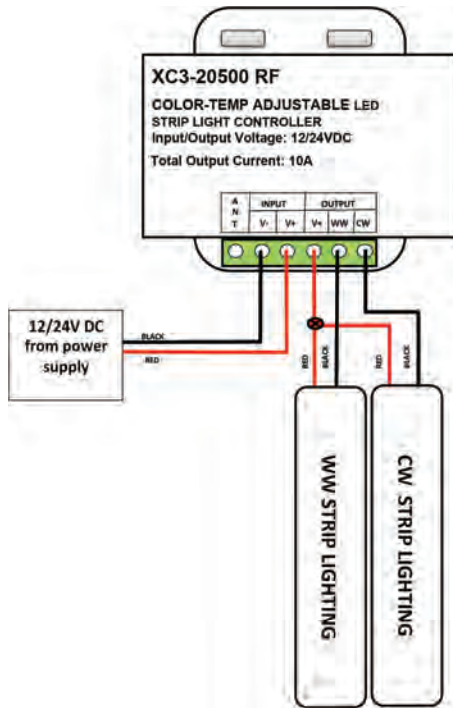 XC3-20500 RF
COLOR-TEMP ADJUSTABLE LED
STRIP LIGHT CONTROLLER
Input/Output Voltage: 12/24VDC
Total Output Current: 10A
ANT
INPUT OUTPUT
V- V+ V+ WW CW
12/24V DC
from power
supply
BLACK
RED
RED
BLACK
RED
BLACK
WW STRIP LIGHTING
CW STRIP LIGHTING